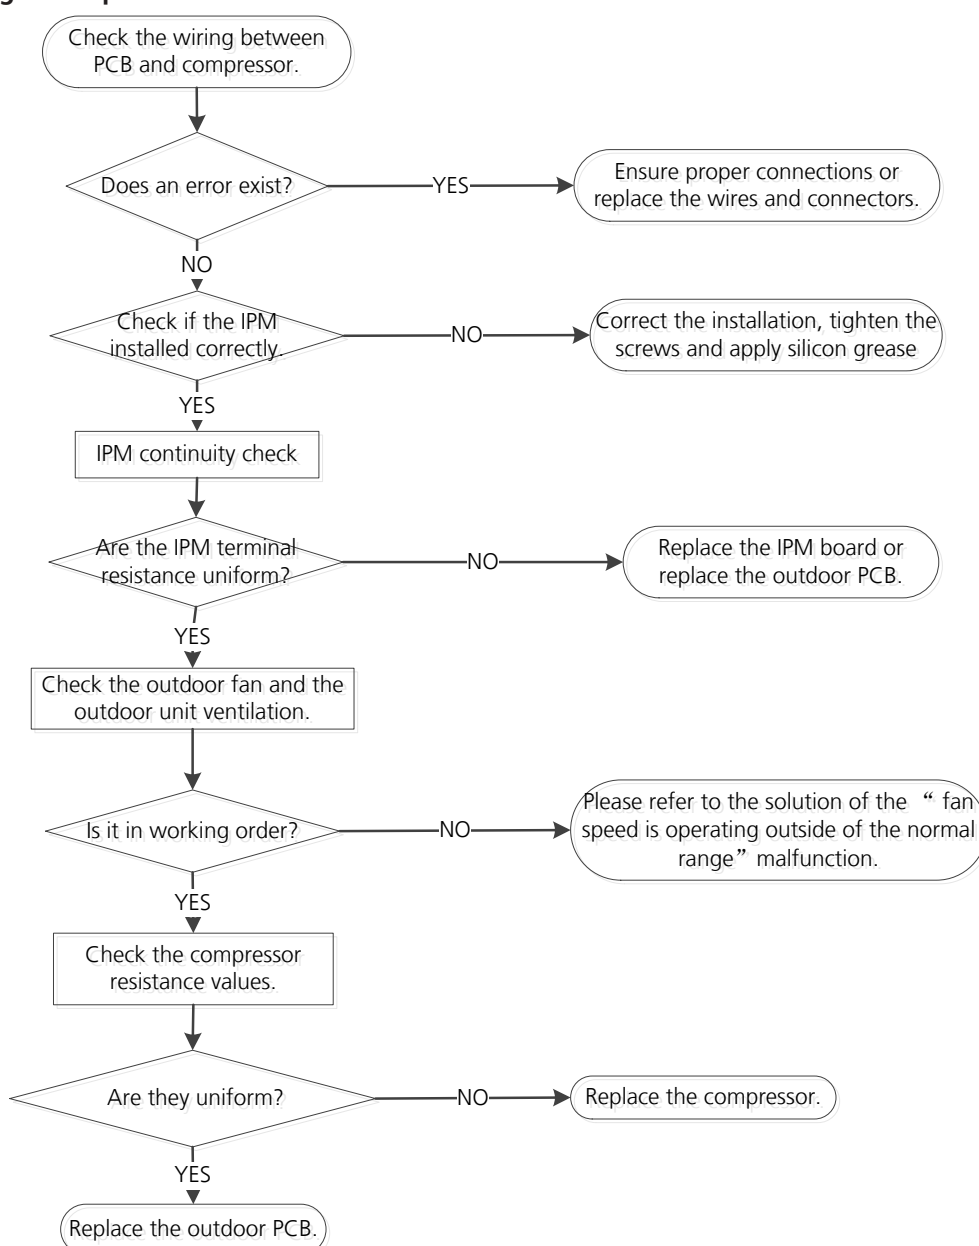 Check the wiring between
PCB and compressor.
Does an error exist?
YES
Ensure proper connections or
replace the wires and connectors.
NO
Check if the IPM
installed correctly.
NO
Correct the installation, tighten the
screws and apply silicon grease
YES
IPM continuity check
Are the IPM terminal
resistance uniform?
NO
Replace the IPM board or
replace the outdoor PCB.
YES
Check the outdoor fan and the
outdoor unit ventilation.
Is it in working order?
NO
Please refer to the solution of the “ fan
speed is operating outside of the normal
range” malfunction.
YES
Check the compressor
resistance values.
Are they uniform?
NO
Replace the compressor.
YES
Replace the outdoor PCB.